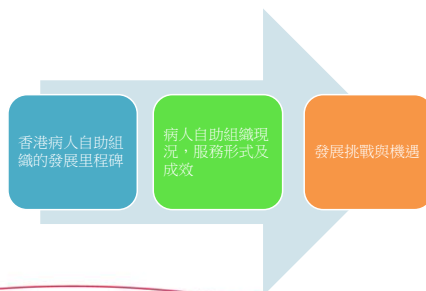 香港病人自助組
織的發展里程碑
病人自助組織現
況，服務形式及
成效
發展挑戰與機遇